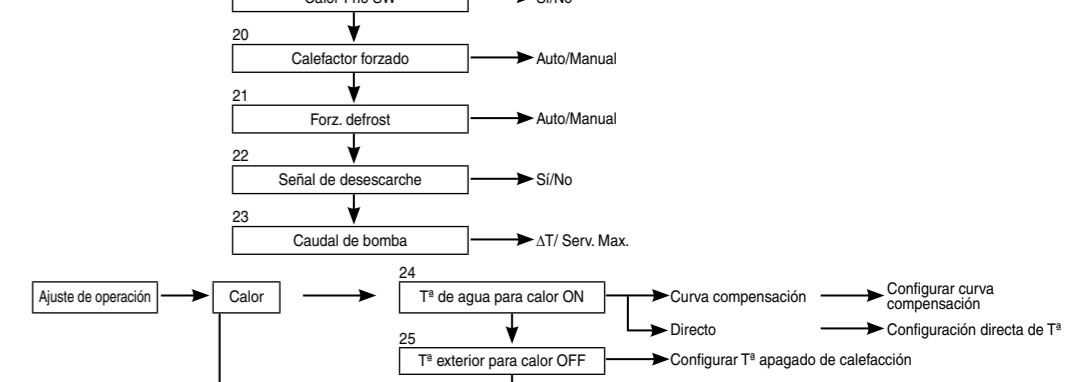 Sí/No
20
Calefactor forzado
Auto/Manual
21
Forz. defrost
Auto/Manual
22
Señal de desescarche
Sí/No
23
Caudal de bomba
ΔT/ Serv. Max.
24
Ajuste de operación
Calor
Tª de agua para calor ON
Curva compensación
Configurar curva
compensación
Directo
Configuración directa de Tª
25
Tª exterior para calor OFF
Configurar Tª apagado de calefacción